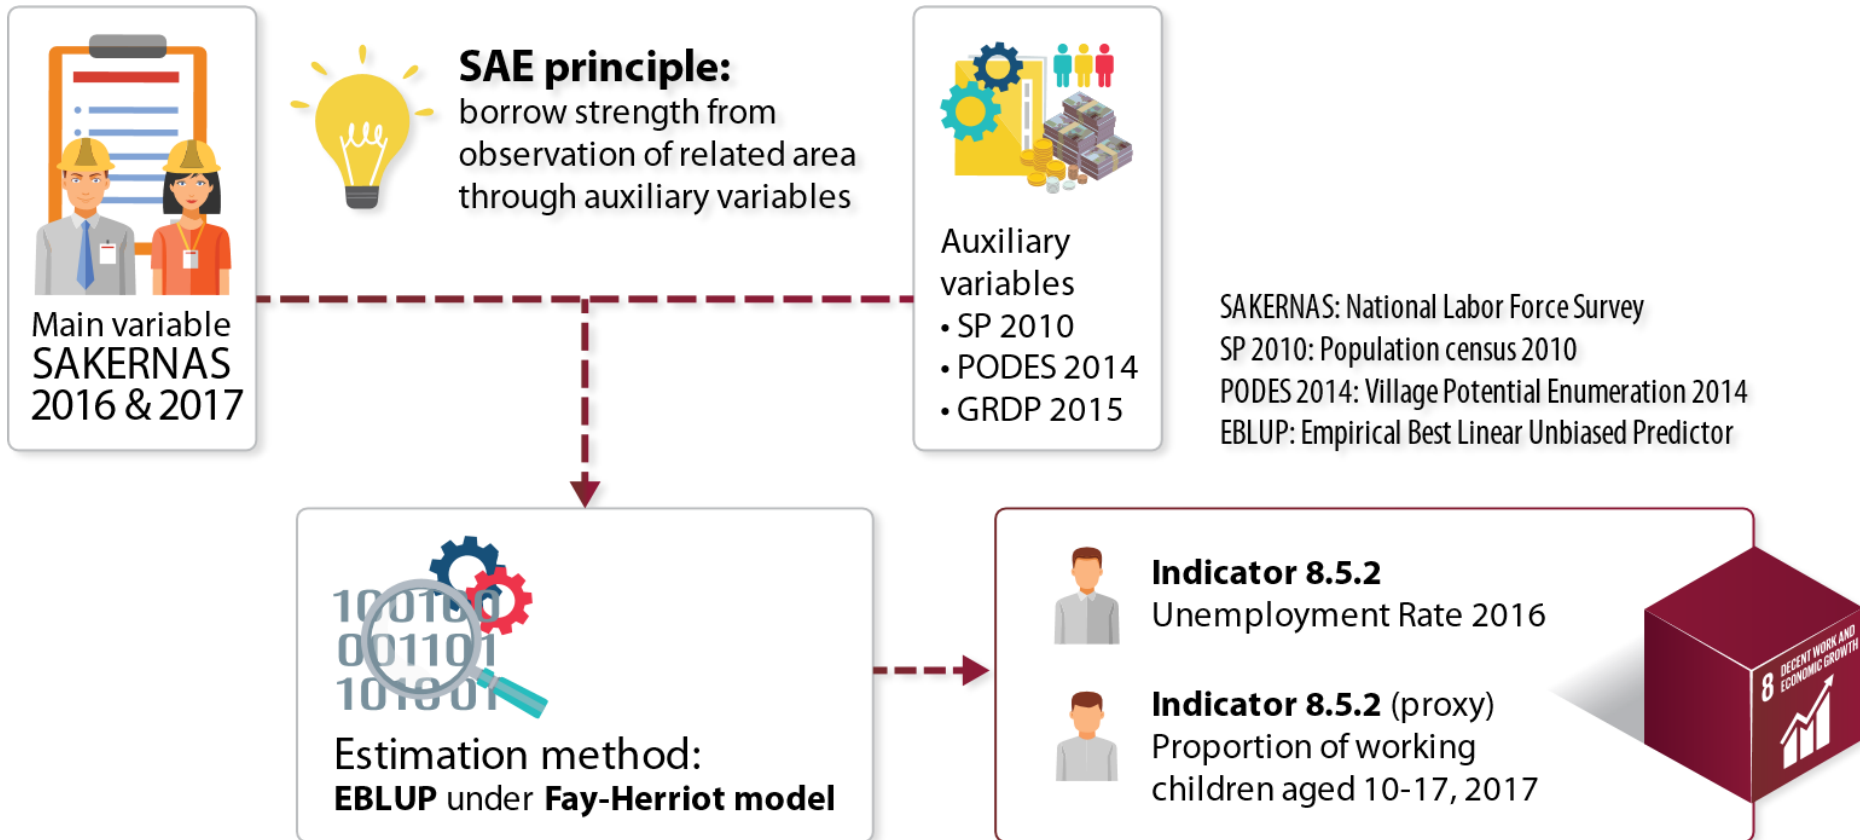 SAE principle:
borrow strength from
observation of related area
through auxiliary variables
Main variable
SAKERNAS
2016 & 2017
Auxiliary
variables
• SP 2010
• PODES 2014
• GRDP 2015
SAKERNAS: National Labor Force Survey
SP 2010: Population census 2010
PODES 2014: Village Potential Enumeration 2014
EBLUP: Empirical Best Linear Unbiased Predictor
100100
001101
101001
Estimation method:
EBLUP under Fay-Herriot model
Indicator 8.5.2
Unemployment Rate 2016
Indicator 8.5.2 (proxy)
Proportion of working
children aged 10-17, 2017
8 DECENT WORK AND
ECONOMIC GROWTH